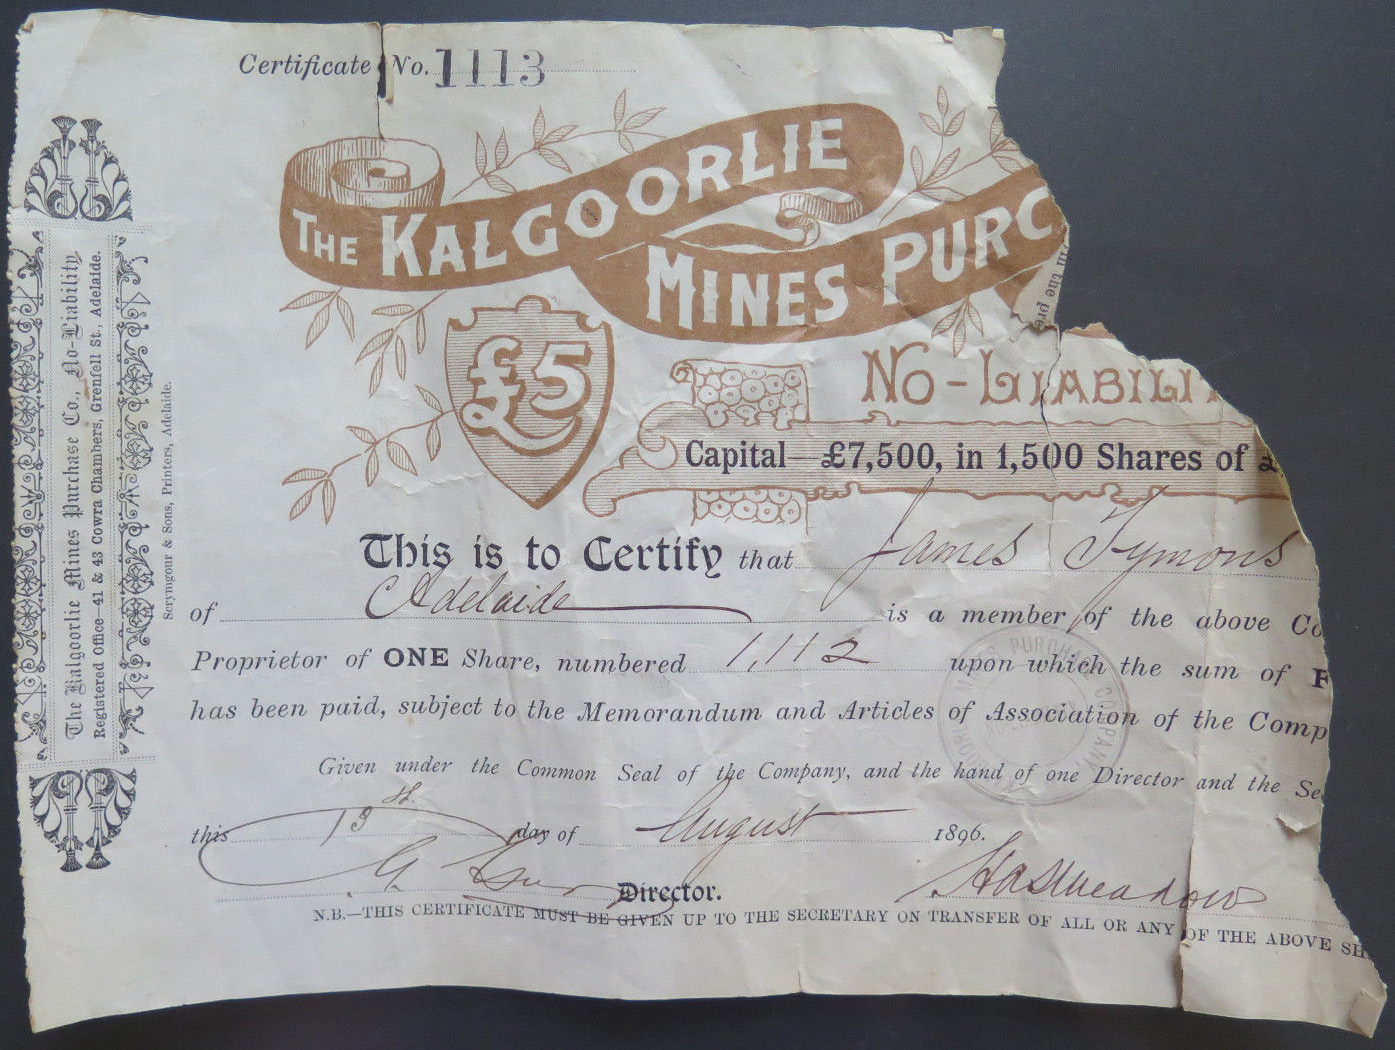 Certificate No. 1113
THE KALGOORLIE
MINES PURC
in the pre
£5
NO-LIABILI
Capital—£7,500, in 1,500 Shares of £
This is to Certify that James Symons
of Adelaide is a member of the above Co
Proprietor of ONE Share, numbered 1,112 upon which the sum of F
has been paid, subject to the Memorandum and Articles of Association of the Comp
Given under the Common Seal of the Company, and the hand of one Director and the Se
this day of August 1896.
Director.
N.B.—THIS CERTIFICATE MUST BE GIVEN UP TO THE SECRETARY ON TRANSFER OF ALL OR ANY OF THE ABOVE SH
The Kalgoorlie Mines Purchase Co., No-Liability,
Registered Office—41 & 43 Cowra Chambers, Grenfell St., Adelaide.
Scrymgour & Sons, Printers, Adelaide.
PURCHASE COMPANY